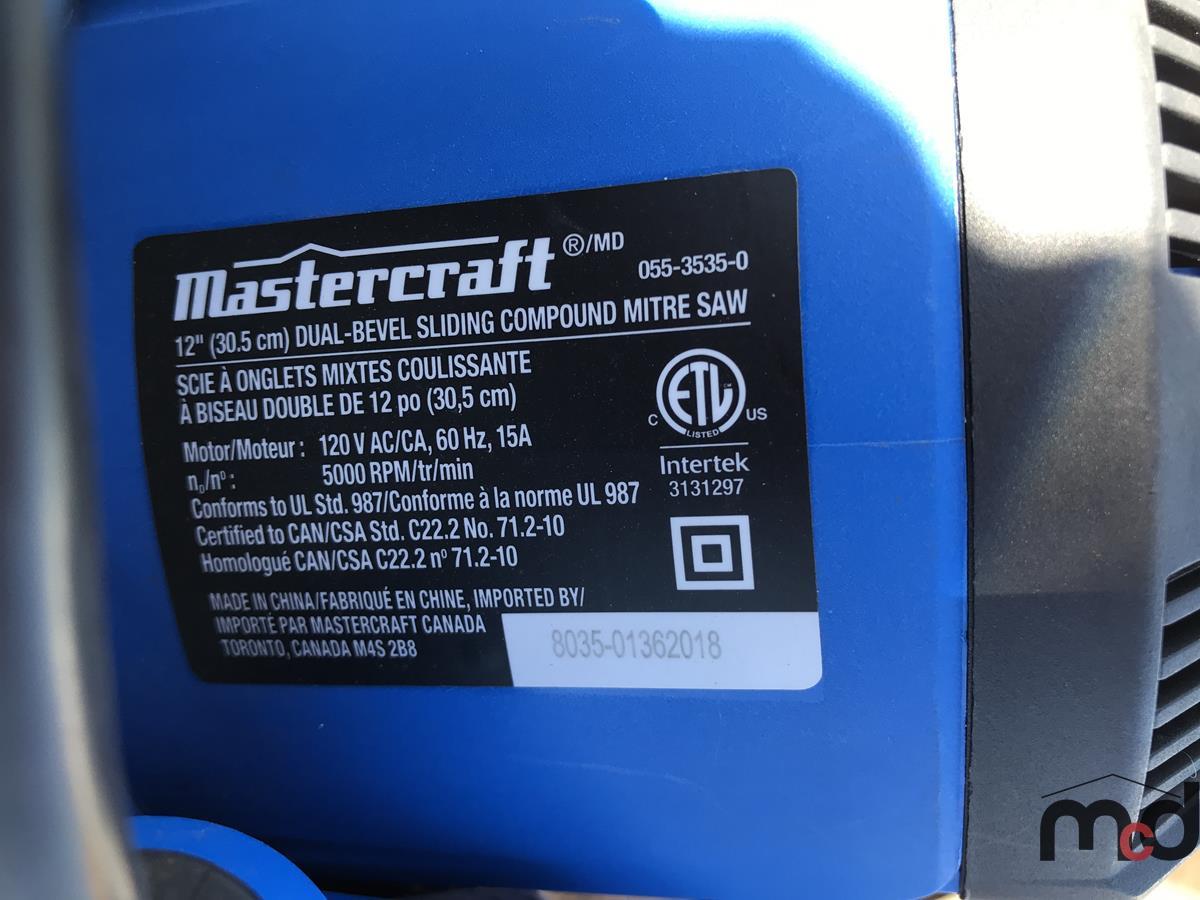 Mastercraft ®/MD
055-3535-0
12" (30.5 cm) DUAL-BEVEL SLIDING COMPOUND MITRE SAW
SCIE À ONGLETS MIXTES COULISSANTE
À BISEAU DOUBLE DE 12 po (30,5 cm)
Motor/Moteur : 120 V AC/CA, 60 Hz, 15A
n₀/nº : 5000 RPM/tr/min
Conforms to UL Std. 987/Conforme à la norme UL 987
Certified to CAN/CSA Std. C22.2 No. 71.2-10
Homologué CAN/CSA C22.2 nº 71.2-10
C ETL CM US
LISTED
Intertek
3131297
MADE IN CHINA/FABRIQUÉ EN CHINE, IMPORTED BY/
IMPORTÉ PAR MASTERCRAFT CANADA
TORONTO, CANADA M4S 2B8
8035-01362018
mcd